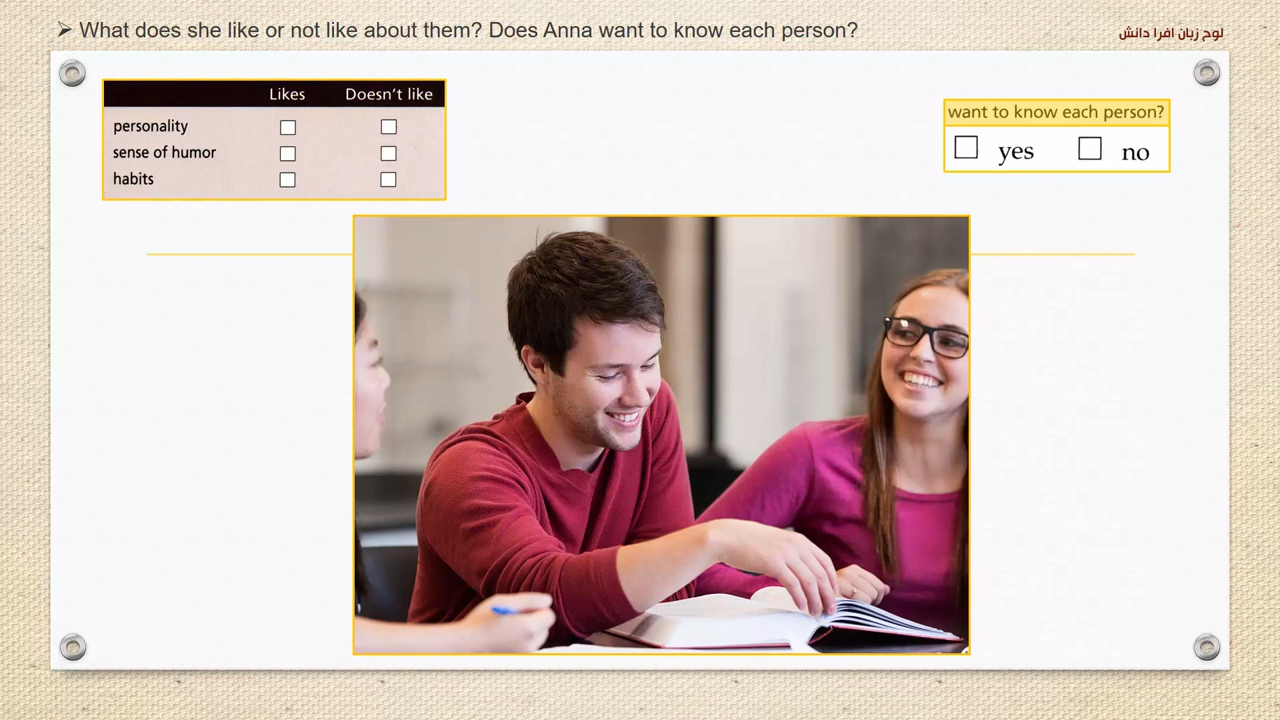 ➢ What does she like or not like about them? Does Anna want to know each person?
لوح زبان افرا دانش
Likes Doesn't like
personality
sense of humor
habits
want to know each person?
yes no